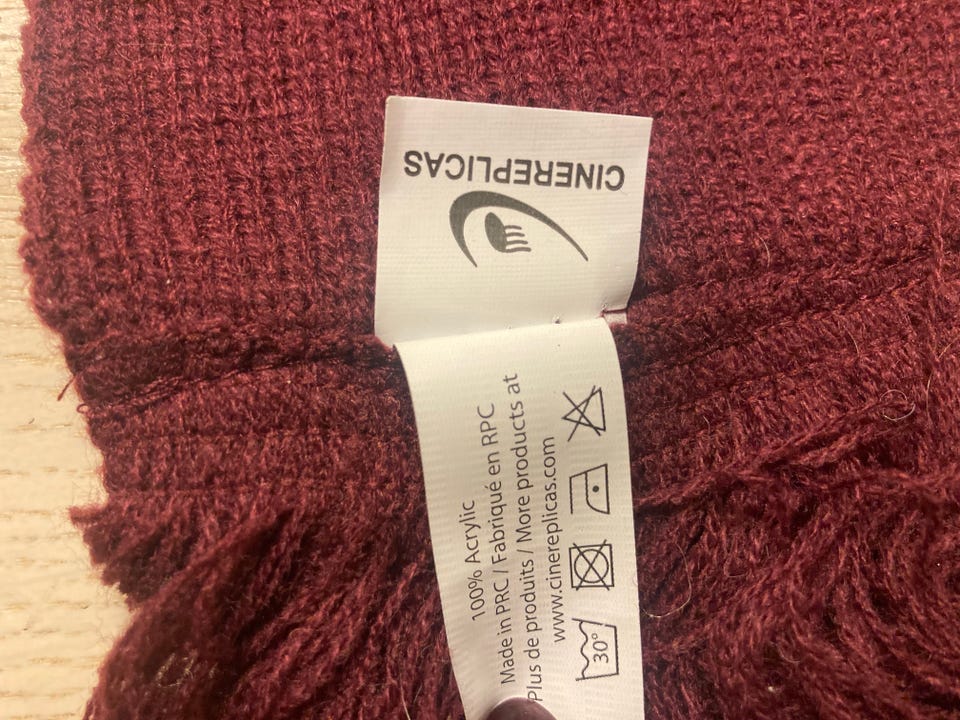 CINEREPLICAS
100% Acrylic
Made in PRC / Fabriqué en RPC
Plus de produits / More products at
www.cinereplicas.com
30°